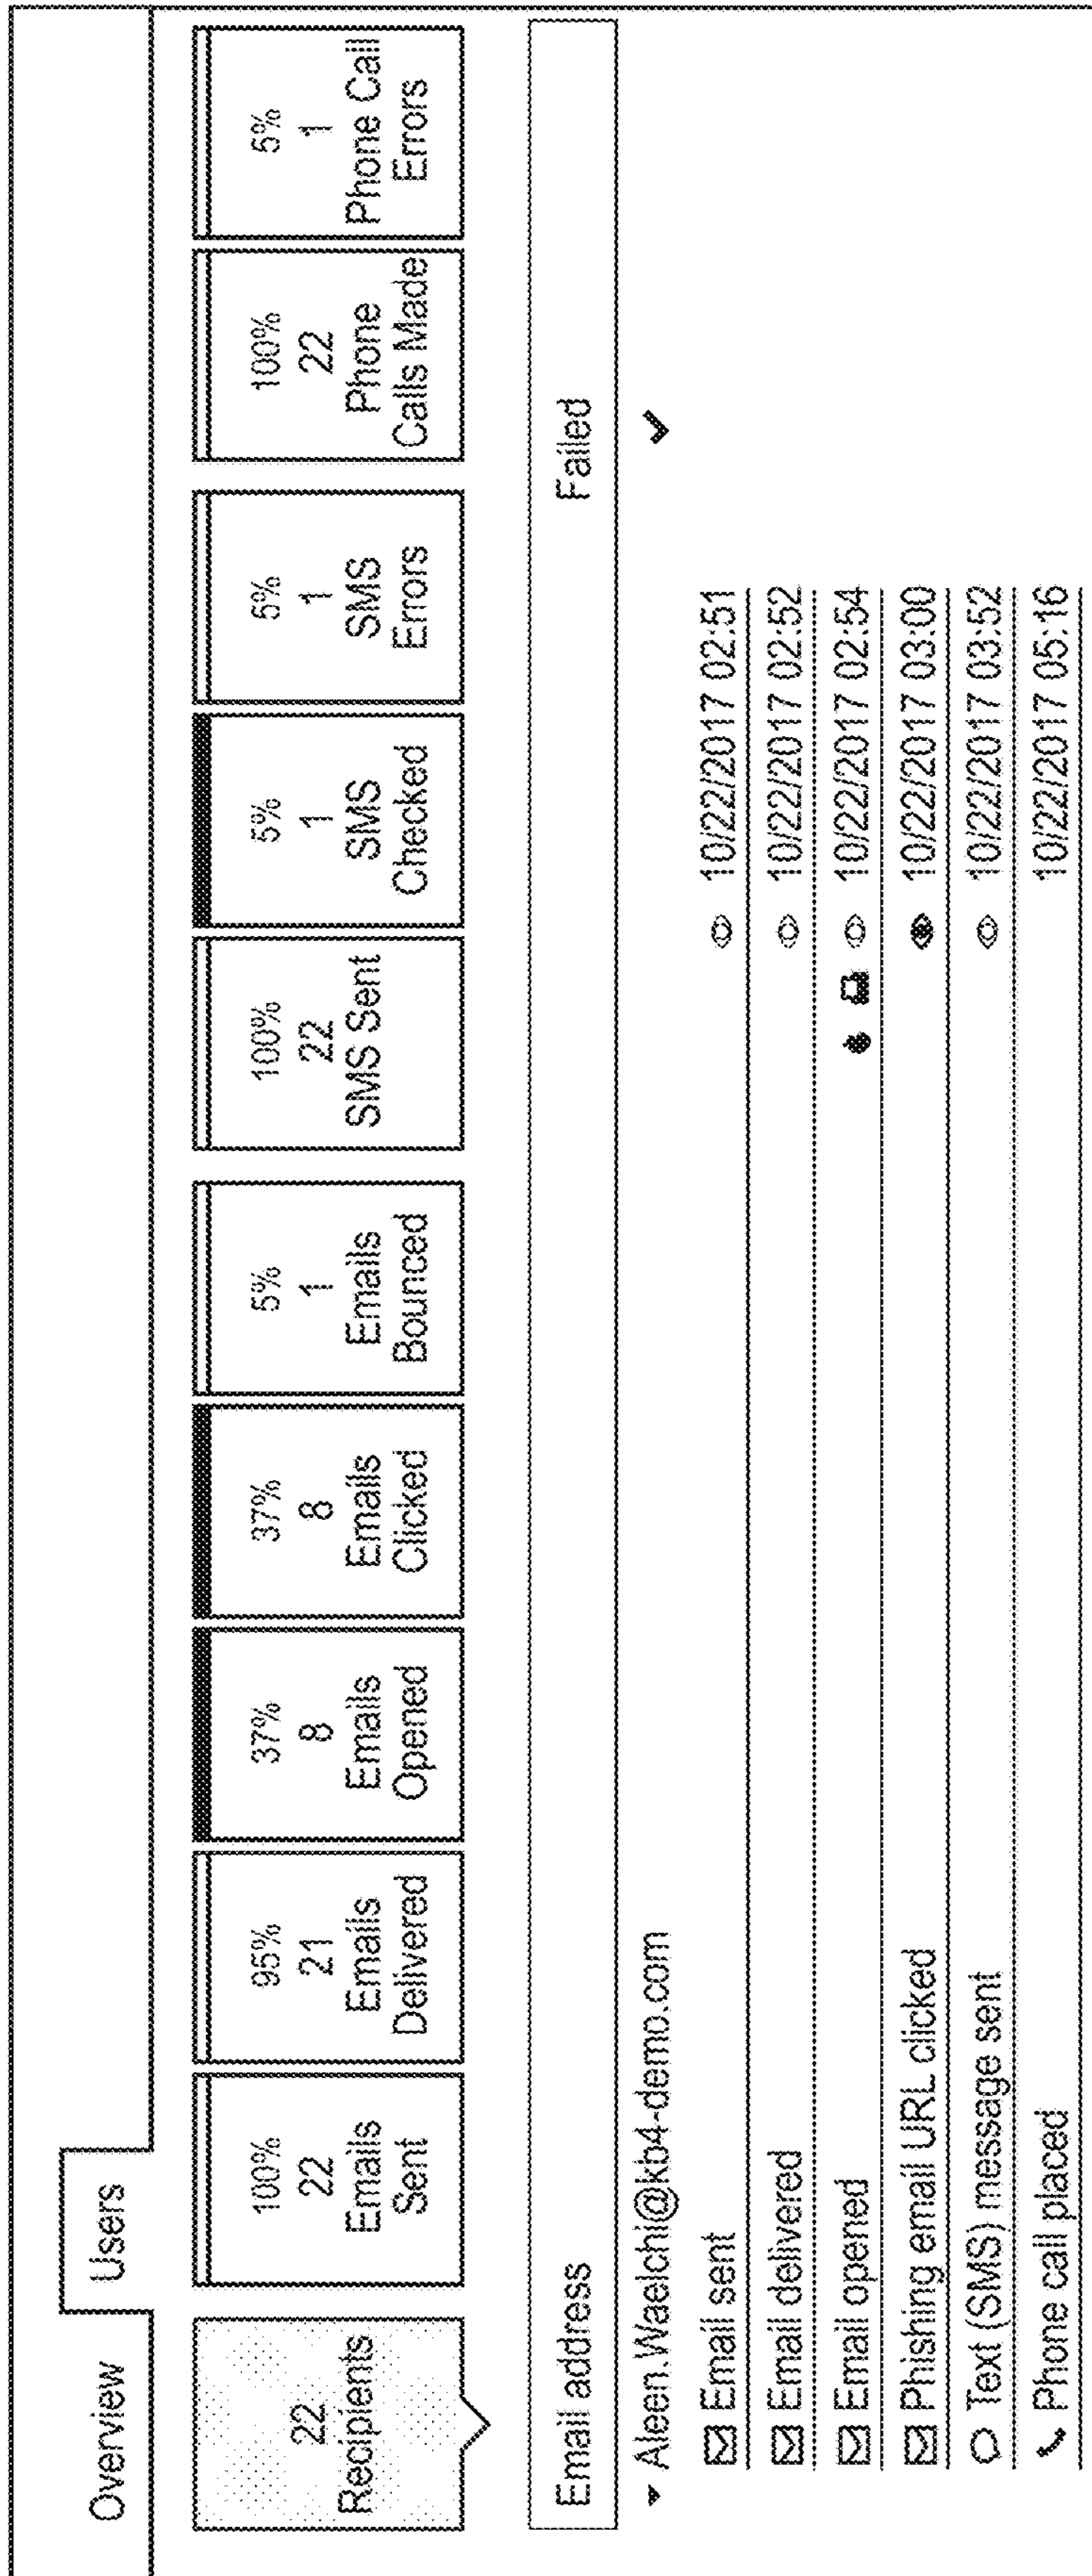 Overview
Users
22
Recipients
100%
22
Emails
Sent
95%
21
Emails
Delivered
37%
8
Emails
Opened
37%
8
Emails
Clicked
5%
1
Emails
Bounced
100%
22
SMS Sent
5%
1
SMS
Checked
5%
1
SMS
Errors
100%
22
Phone
Calls Made
5%
1
Phone Call
Errors
Email address Failed
Aleen.Waelchi@kb4-demo.com
Email sent 10/22/2017 02:51
Email delivered 10/22/2017 02:52
Email opened 10/22/2017 02:54
Phishing email URL clicked 10/22/2017 03:00
Text (SMS) message sent 10/22/2017 03:52
Phone call placed 10/22/2017 05:16